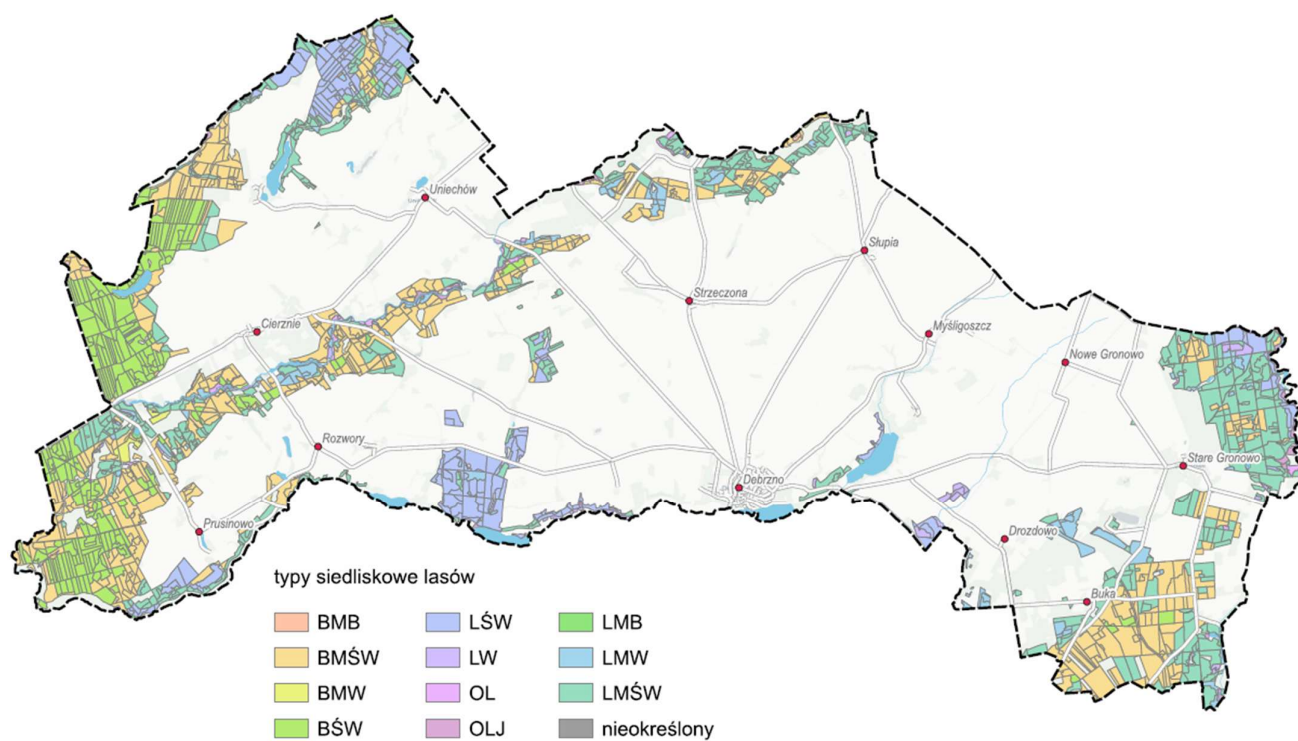 Uniechów
Słupia
Strzeczona
Cierznie
Myśligoszcz
Nowe Gronowo
Rozwory
Stare Gronowo
Debrzno
Prusinowo
Drozdowo
Buka
typy siedliskowe lasów
BMB LŚW LMB
BMŚW LW LMW
BMW OL LMŚW
BŚW OLJ nieokreślony